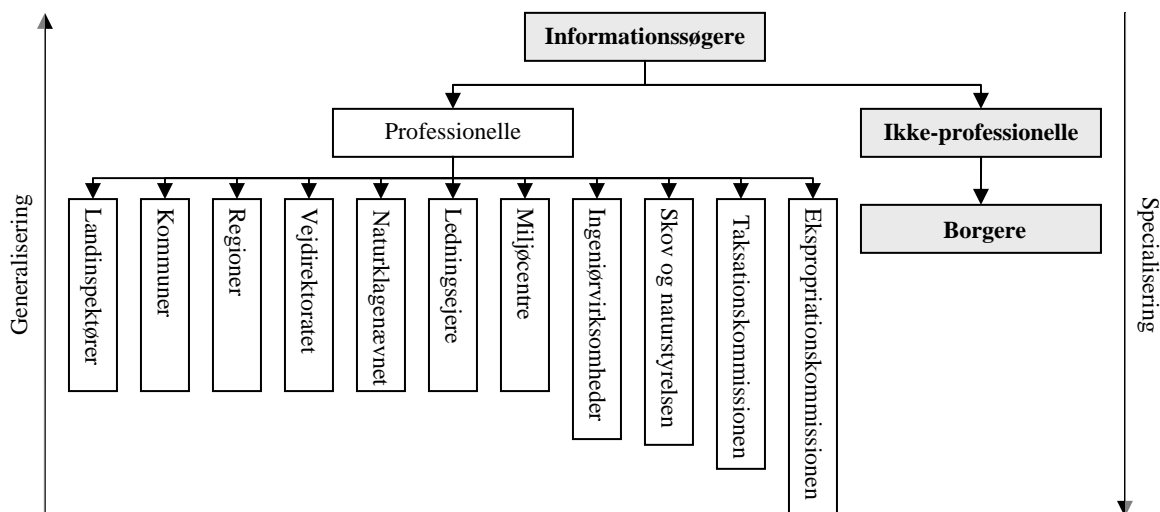 Informationssøgere
Professionelle
Ikke-professionelle
Borgere
Landinspektører
Kommuner
Regioner
Vejdirektoratet
Naturklagenævnet
Ledningsejere
Miljøcentre
Ingeniørvirksomheder
Skov og naturstyrelsen
Taksationskommissionen
Ekspropriationskommissionen
Generalisering
Specialisering